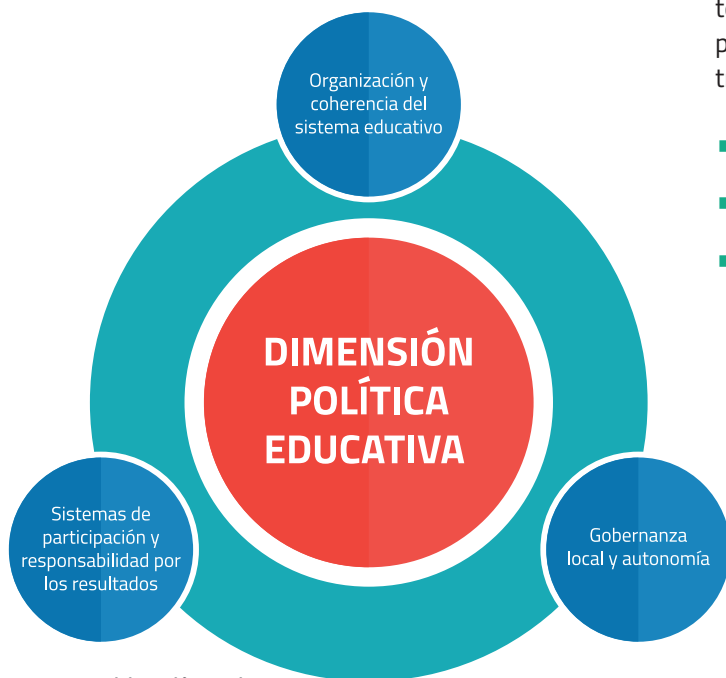 Organización y
coherencia del
sistema educativo
DIMENSIÓN
POLÍTICA
EDUCATIVA
Sistemas de
participación y
responsabilidad por
los resultados
Gobernanza
local y autonomía